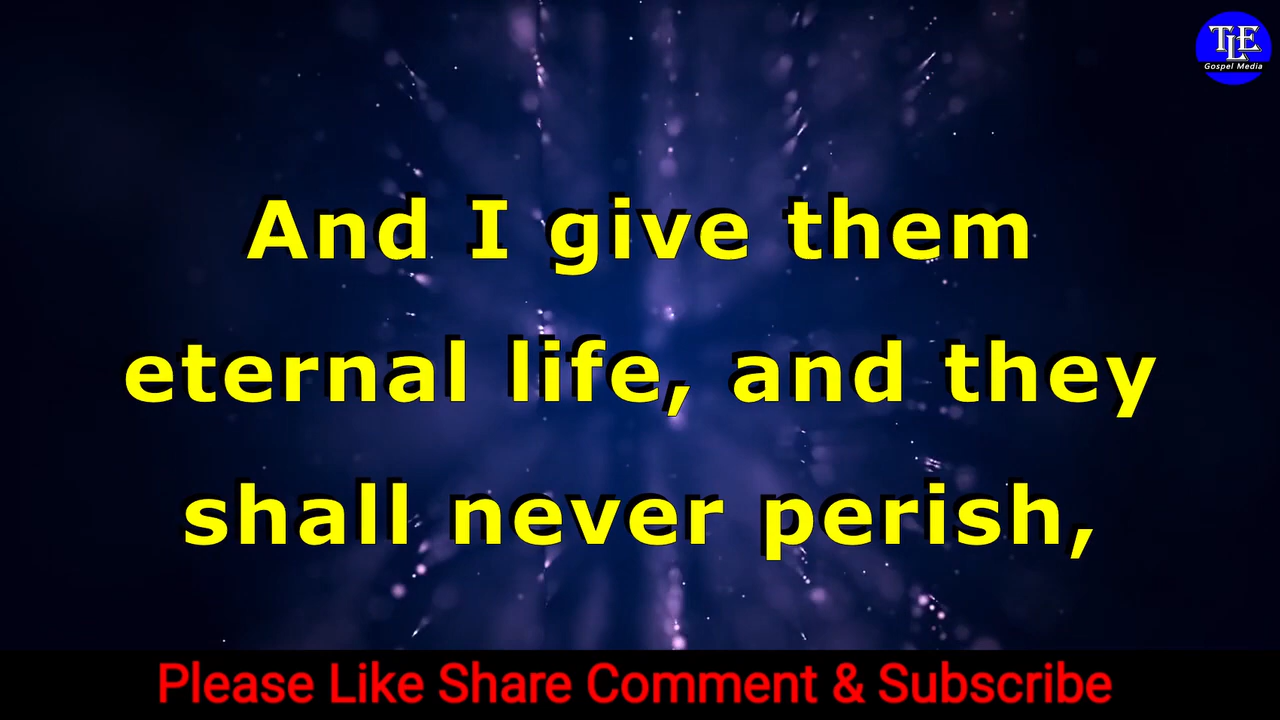 TLE
Gospel Media
And I give them
eternal life, and they
shall never perish,
Please Like Share Comment & Subscribe